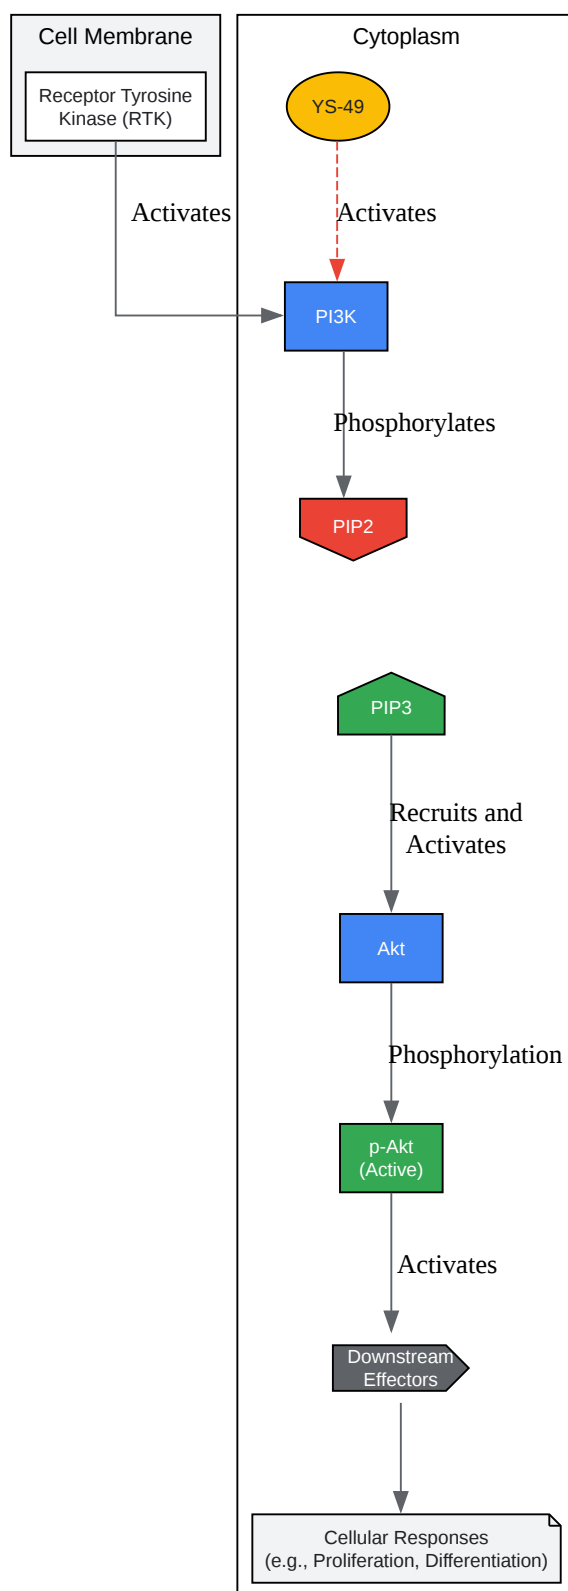 Cell Membrane
Cytoplasm
Receptor Tyrosine
Kinase (RTK)
YS-49
Activates
Activates
PI3K
Phosphorylates
PIP2
PIP3
Recruits and
Activates
Akt
Phosphorylation
p-Akt
(Active)
Activates
Downstream
Effectors
Cellular Responses
(e.g., Proliferation, Differentiation)